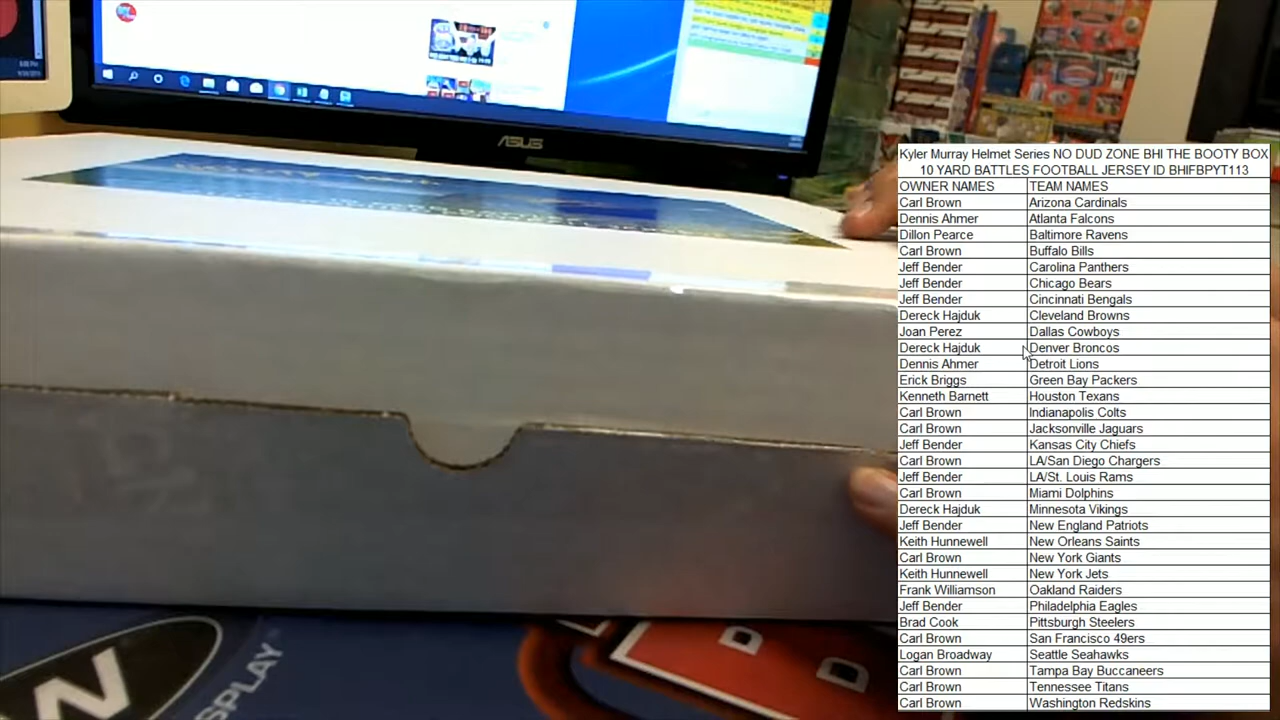 ASUS
Kyler Murray Helmet Series NO DUD ZONE BHI THE BOOTY BOX
10 YARD BATTLES FOOTBALL JERSEY ID BHIFBPYT113
OWNER NAMES TEAM NAMES
Carl Brown Arizona Cardinals
Dennis Ahmer Atlanta Falcons
Dillon Pearce Baltimore Ravens
Carl Brown Buffalo Bills
Jeff Bender Carolina Panthers
Jeff Bender Chicago Bears
Jeff Bender Cincinnati Bengals
Dereck Hajduk Cleveland Browns
Joan Perez Dallas Cowboys
Dereck Hajduk Denver Broncos
Dennis Ahmer Detroit Lions
Erick Briggs Green Bay Packers
Kenneth Barnett Houston Texans
Carl Brown Indianapolis Colts
Carl Brown Jacksonville Jaguars
Jeff Bender Kansas City Chiefs
Carl Brown LA/San Diego Chargers
Jeff Bender LA/St. Louis Rams
Carl Brown Miami Dolphins
Dereck Hajduk Minnesota Vikings
Jeff Bender New England Patriots
Keith Hunnewell New Orleans Saints
Carl Brown New York Giants
Keith Hunnewell New York Jets
Frank Williamson Oakland Raiders
Jeff Bender Philadelphia Eagles
Brad Cook Pittsburgh Steelers
Carl Brown San Francisco 49ers
Logan Broadway Seattle Seahawks
Carl Brown Tampa Bay Buccaneers
Carl Brown Tennessee Titans
Carl Brown Washington Redskins